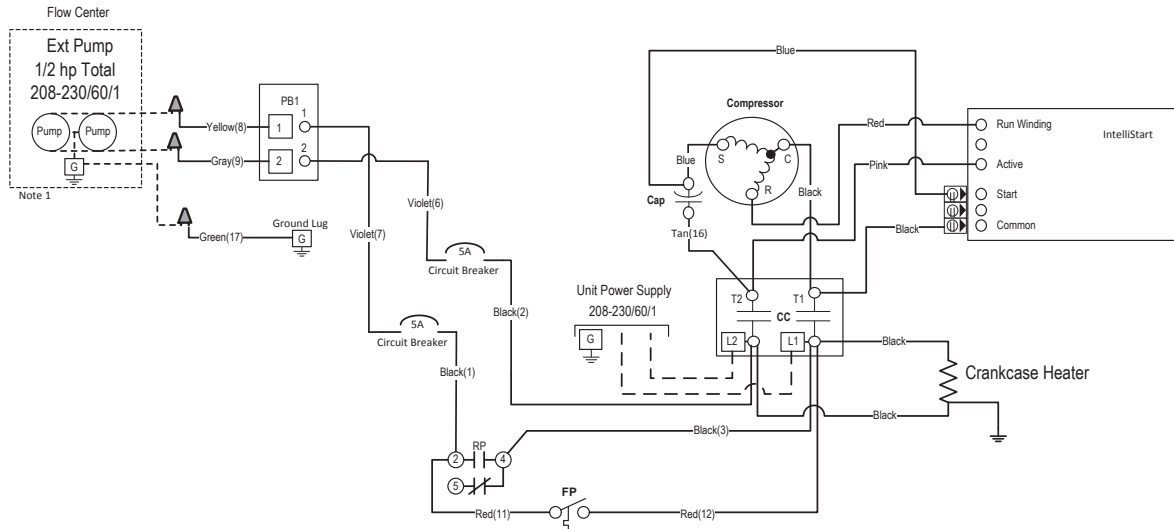 Flow Center
Ext Pump
1/2 hp Total
208-230/60/1
Pump
Pump
G
Note 1
Yellow(8)
Gray(9)
Green(17)
Ground Lug
G
PB1
1
1
2
2
Violet(6)
Violet(7)
5A
Circuit Breaker
5A
Circuit Breaker
Black(2)
Black(1)
Unit Power Supply
208-230/60/1
G
Blue
Compressor
S
C
R
Blue
Cap
Tan(16)
Black
Red
Pink
Black
Run Winding
IntelliStart
Active
Start
Common
T2
T1
CC
L2
L1
Black
Crankcase Heater
Black
Black(3)
RP
2
4
5
FP
Red(11)
Red(12)